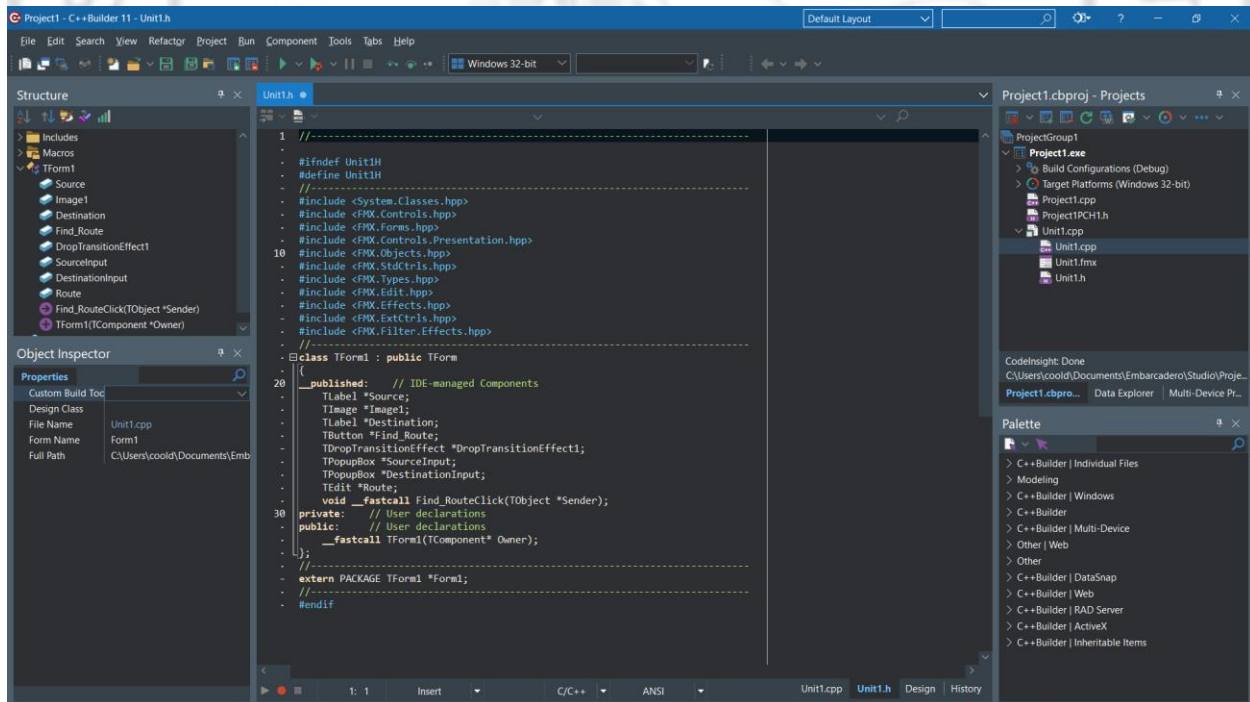 Project1 - C++Builder 11 - Unit1.h
Default Layout
?
File Edit Search View Refactor Project Run Component Tools Tabs Help
Windows 32-bit
Structure
Includes
Macros
TForm1
Source
Image1
Destination
Find_Route
DropTransitionEffect1
SourceInput
DestinationInput
Route
Find_RouteClick(TObject *Sender)
TForm1(TComponent *Owner)
Object Inspector
Properties
Custom Build Toc
Design Class
File Name Unit1.cpp
Form Name Form1
Full Path C:\Users\coold\Documents\Emb
Unit1.h
1 //---------------------------------------------------------------------------
#ifndef Unit1H
#define Unit1H
//---------------------------------------------------------------------------
#include <System.Classes.hpp>
#include <FMX.Controls.hpp>
#include <FMX.Forms.hpp>
#include <FMX.Controls.Presentation.hpp>
10 #include <FMX.Objects.hpp>
#include <FMX.StdCtrls.hpp>
#include <FMX.Types.hpp>
#include <FMX.Edit.hpp>
#include <FMX.Effects.hpp>
#include <FMX.ExtCtrls.hpp>
#include <FMX.Filter.Effects.hpp>
//---------------------------------------------------------------------------
class TForm1 : public TForm
{
20 __published: // IDE-managed Components
TLabel *Source;
TImage *Image1;
TLabel *Destination;
TButton *Find_Route;
TDropTransitionEffect *DropTransitionEffect1;
TPopupBox *SourceInput;
TPopupBox *DestinationInput;
TEdit *Route;
void __fastcall Find_RouteClick(TObject *Sender);
30 private: // User declarations
public: // User declarations
__fastcall TForm1(TComponent* Owner);
};
//---------------------------------------------------------------------------
extern PACKAGE TForm1 *Form1;
//---------------------------------------------------------------------------
#endif
1: 1 Insert C/C++ ANSI Unit1.cpp Unit1.h Design History
Project1.cbproj - Projects
ProjectGroup1
Project1.exe
Build Configurations (Debug)
Target Platforms (Windows 32-bit)
Project1.cpp
Project1PCH1.h
Unit1.cpp
Unit1.cpp
Unit1.fmx
Unit1.h
CodeInsight: Done
C:\Users\coold\Documents\Embarcadero\Studio\Proje...
Project1.cbpro... Data Explorer Multi-Device Pr...
Palette
C++Builder | Individual Files
Modeling
C++Builder | Windows
C++Builder
C++Builder | Multi-Device
Other | Web
Other
C++Builder | DataSnap
C++Builder | Web
C++Builder | RAD Server
C++Builder | ActiveX
C++Builder | Inheritable Items